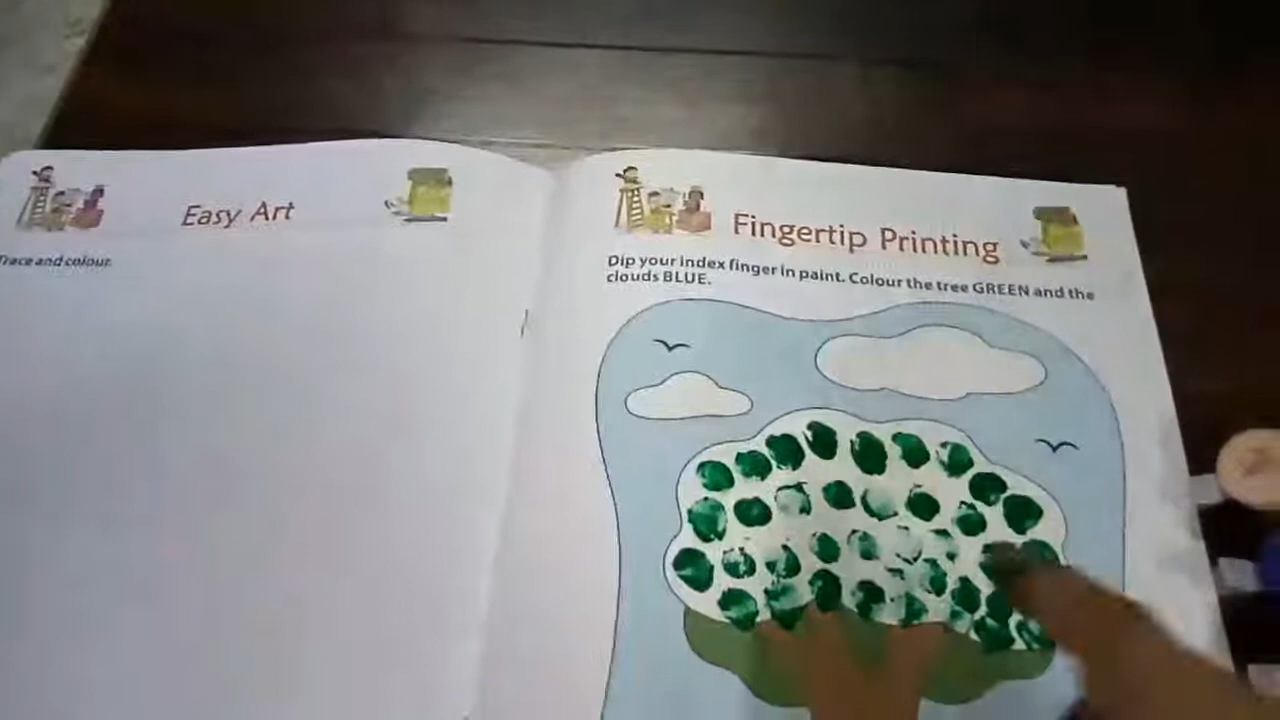 Easy Art
Trace and colour.
Fingertip Printing
Dip your index finger in paint. Colour the tree GREEN and the
clouds BLUE.